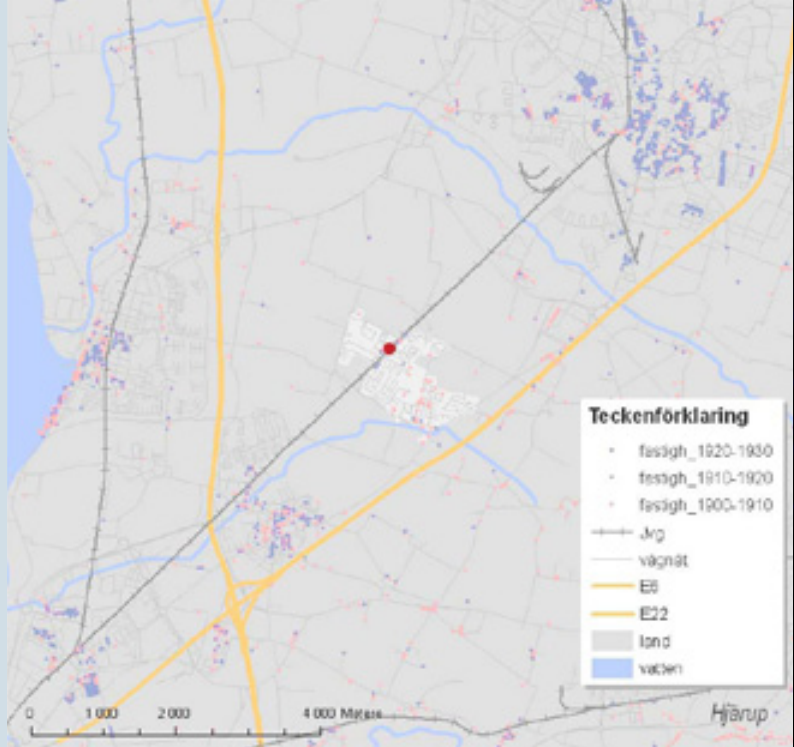 Teckenförklaring
fastigh_1920-1930
fastigh_1910-1920
fastigh_1900-1910
Jvg
vägnät
E6
E22
land
vatten
0 1 000 2 000 4 000 Meters
Hjärup